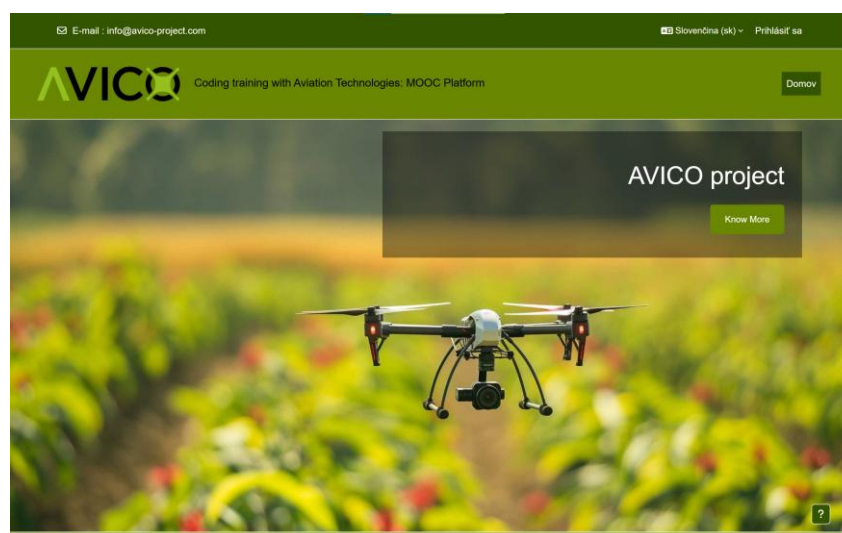 E-mail : info@avico-project.com
Slovenčina (sk)
Prihlásiť sa
AVICO
Coding training with Aviation Technologies: MOOC Platform
Domov
AVICO project
Know More
?